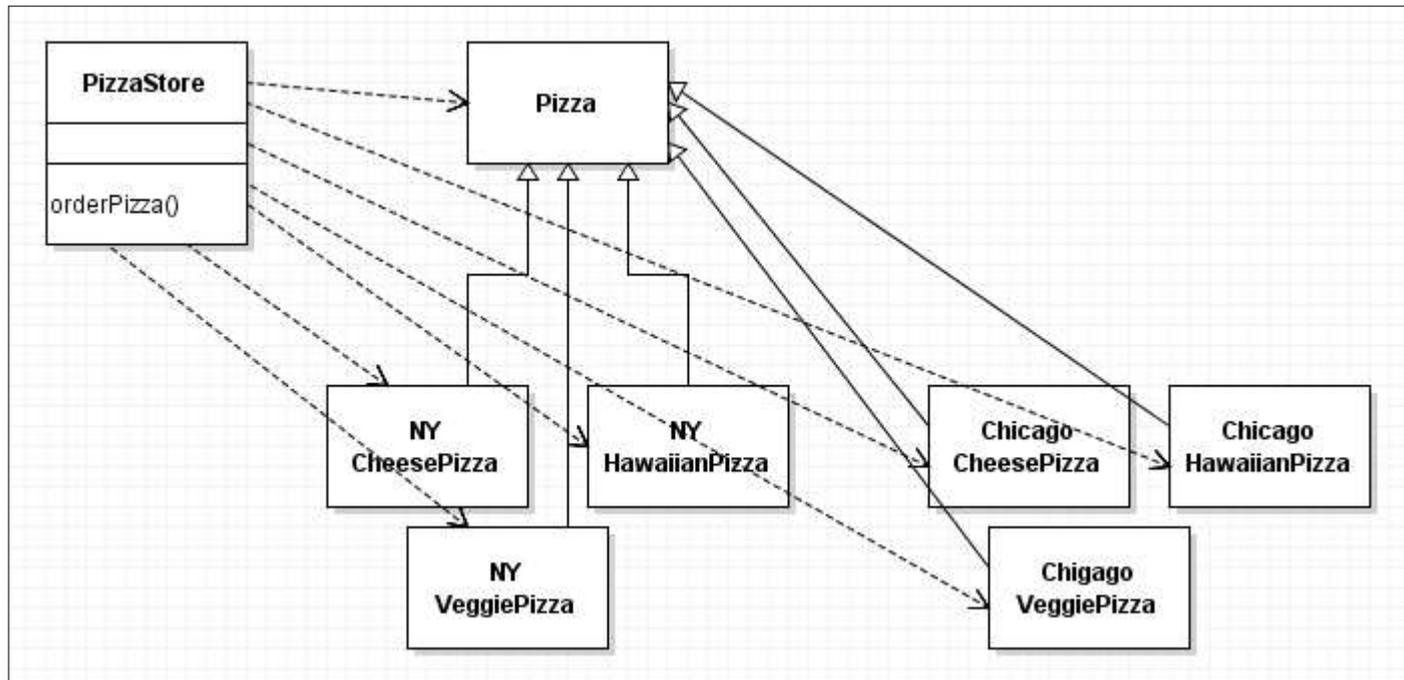 PizzaStore
orderPizza()
Pizza
NY
CheesePizza
NY
HawaiianPizza
Chicago
CheesePizza
Chicago
HawaiianPizza
NY
VeggiePizza
Chigago
VeggiePizza